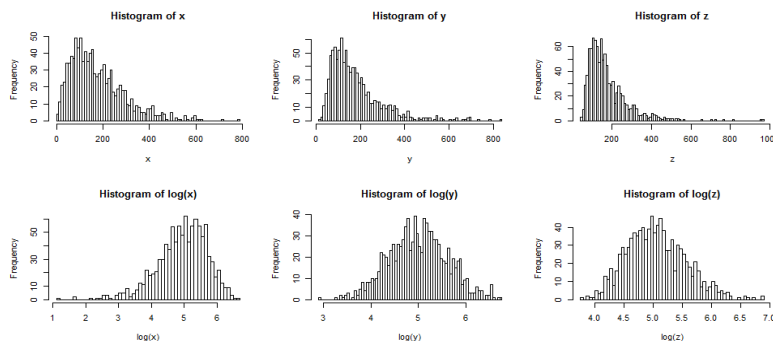 Histogram of x
Frequency
0 10 20 30 40 50
0 200 400 600 800
x
Histogram of y
Frequency
0 10 20 30 40 50 60
0 200 400 600 800
y
Histogram of z
Frequency
0 20 40 60
200 400 600 800 1000
z
Histogram of log(x)
Frequency
0 10 30 50
1 2 3 4 5 6
log(x)
Histogram of log(y)
Frequency
0 10 20 30 40
3 4 5 6
log(y)
Histogram of log(z)
Frequency
0 10 20 30 40
4.0 4.5 5.0 5.5 6.0 6.5 7.0
log(z)